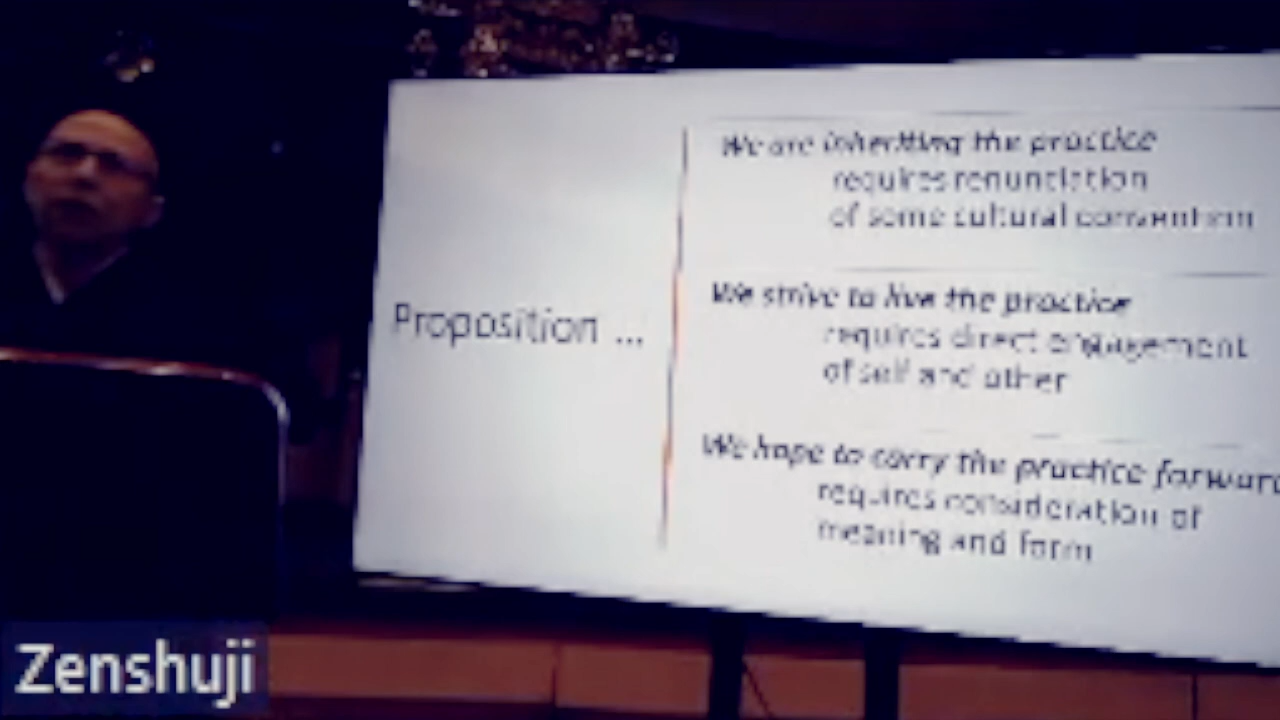 Proposition ...
We are inheriting the practice
requires renunciation
of some cultural convention
We strive to live the practice
requires direct engagement
of self and other
We hope to carry the practice forward
requires consideration of
meaning and form
Zenshuji